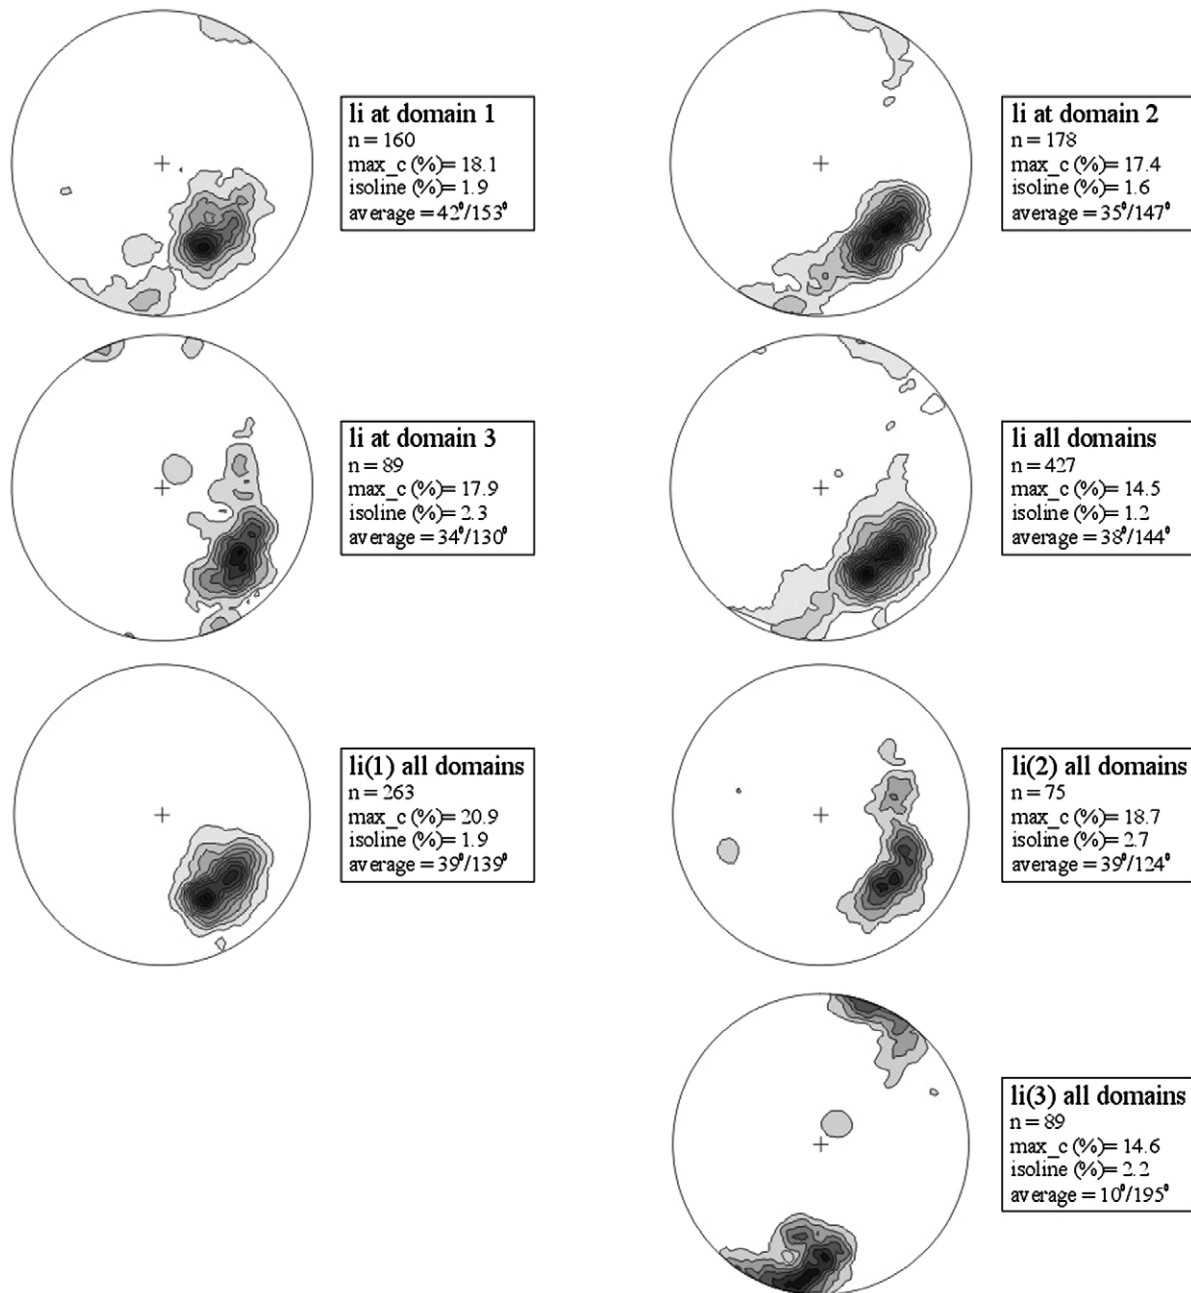 li at domain 1
n = 160
max_c (%)= 18.1
isoline (%)= 1.9
average = 42⁰/153⁰
li at domain 2
n = 178
max_c (%)= 17.4
isoline (%)= 1.6
average = 35⁰/147⁰
li at domain 3
n = 89
max_c (%)= 17.9
isoline (%)= 2.3
average = 34⁰/130⁰
li all domains
n = 427
max_c (%)= 14.5
isoline (%)= 1.2
average = 38⁰/144⁰
li(1) all domains
n = 263
max_c (%)= 20.9
isoline (%)= 1.9
average = 39⁰/139⁰
li(2) all domains
n = 75
max_c (%)= 18.7
isoline (%)= 2.7
average = 39⁰/124⁰
li(3) all domains
n = 89
max_c (%)= 14.6
isoline (%)= 2.2
average = 10⁰/195⁰